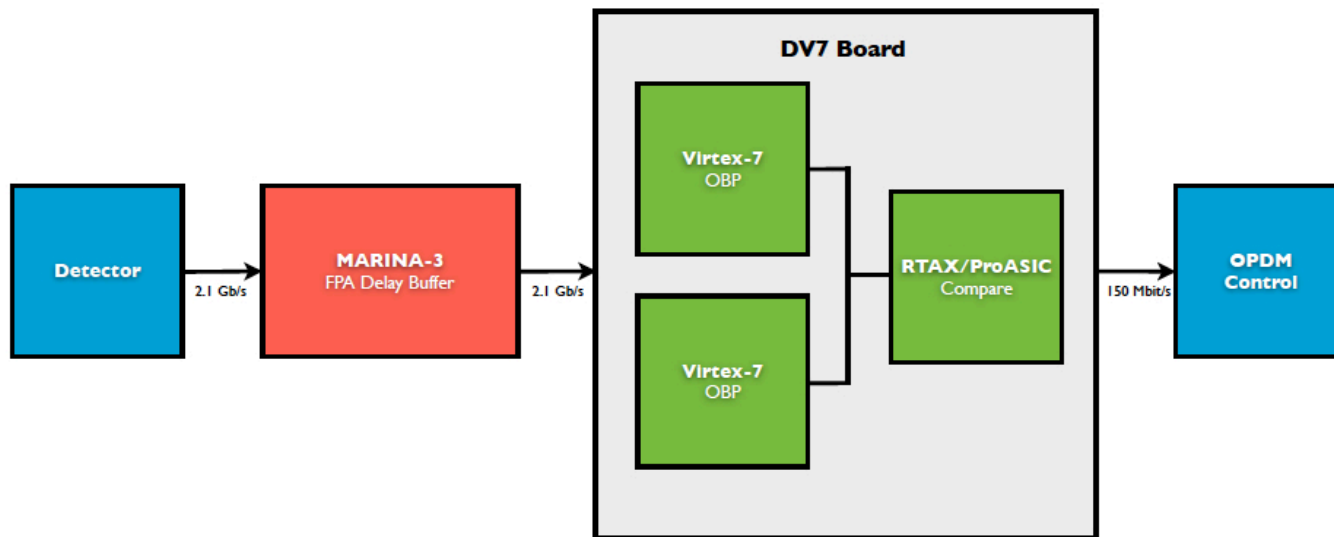 DV7 Board
Detector
2.1 Gb/s
MARINA-3
FPA Delay Buffer
2.1 Gb/s
Virtex-7
OBP
Virtex-7
OBP
RTAX/ProASIC
Compare
150 Mbit/s
OPDM
Control